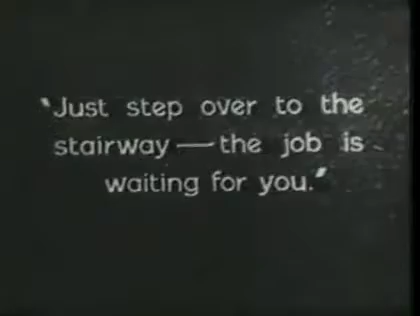 "Just step over to the
stairway — the job is
waiting for you."